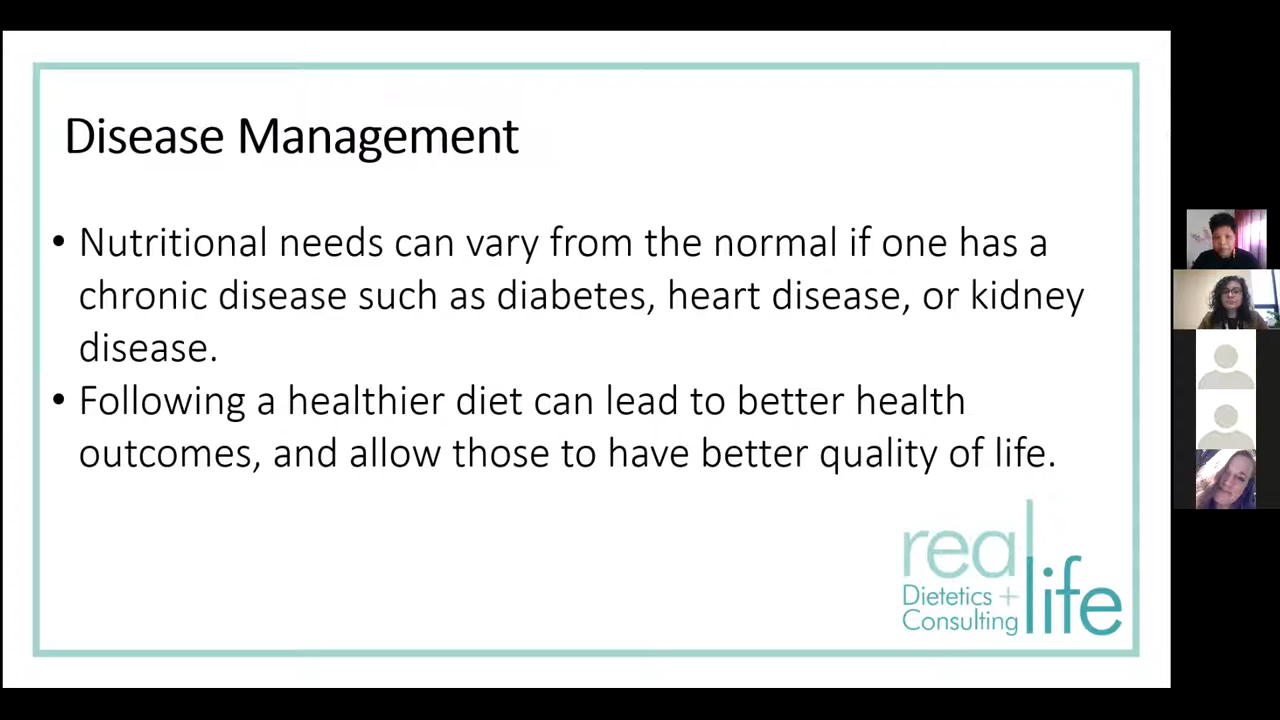 Disease Management
• Nutritional needs can vary from the normal if one has a
chronic disease such as diabetes, heart disease, or kidney
disease.
• Following a healthier diet can lead to better health
outcomes, and allow those to have better quality of life.
real
life
Dietetics +
Consulting